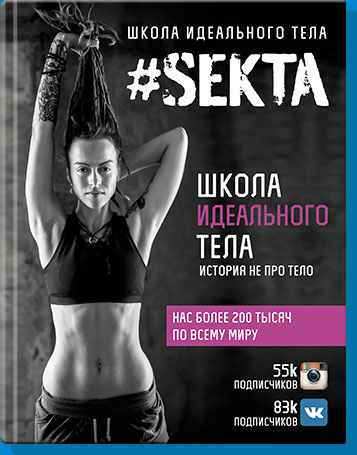 ШКОЛА ИДЕАЛЬНОГО ТЕЛА
#SEKTA
ШКОЛА
ИДЕАЛЬНОГО
ТЕЛА
ИСТОРИЯ НЕ ПРО ТЕЛО
НАС БОЛЕЕ 200 ТЫСЯЧ
ПО ВСЕМУ МИРУ
55k
ПОДПИСЧИКОВ
83k
ПОДПИСЧИКОВ